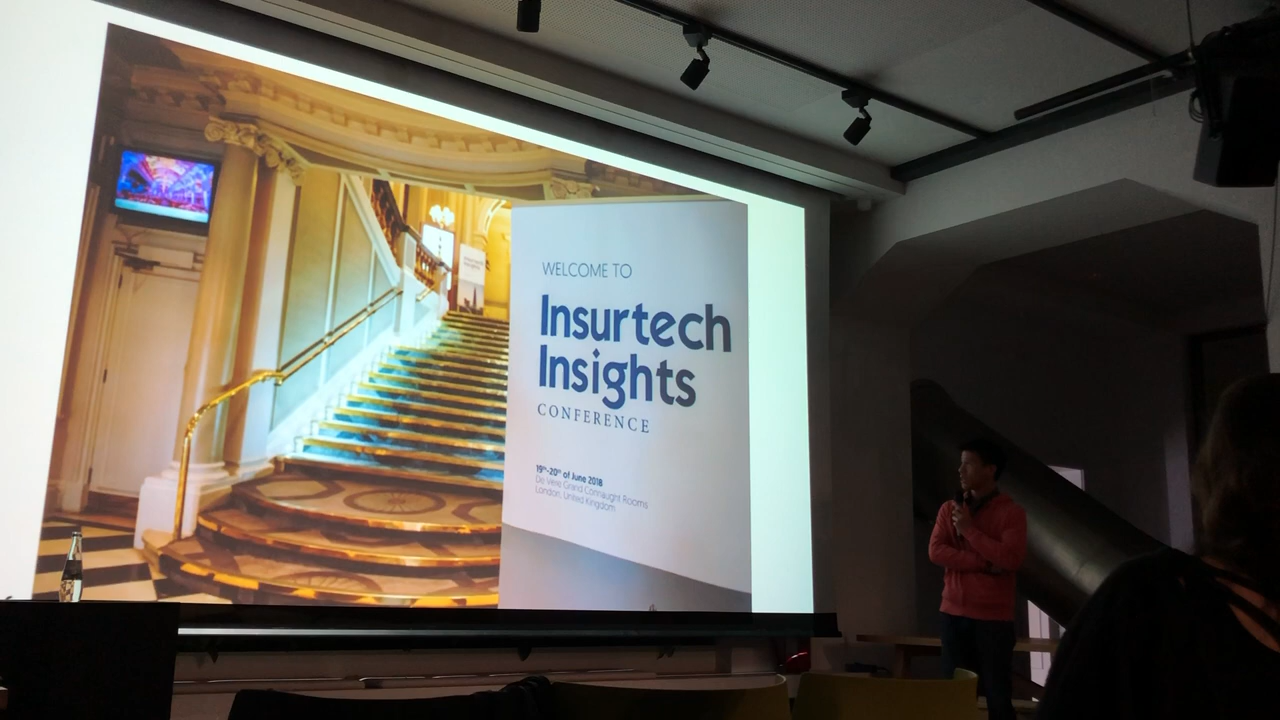 WELCOME TO
Insurtech
Insights
CONFERENCE
19th-20th of June 2018
De Vere Grand Connaught Rooms
London, United Kingdom